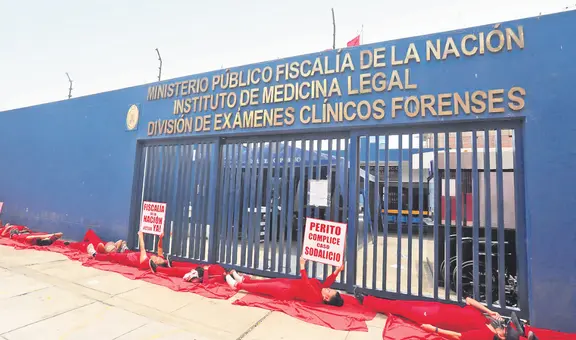 MINISTERIO PÚBLICO FISCALÍA DE LA NACIÓN
INSTITUTO DE MEDICINA LEGAL
DIVISIÓN DE EXÁMENES CLÍNICOS FORENSES
FISCALÍA
DE LA
NACIÓN
YA!
PERITO
CÓMPLICE
CASO
SODALICIO